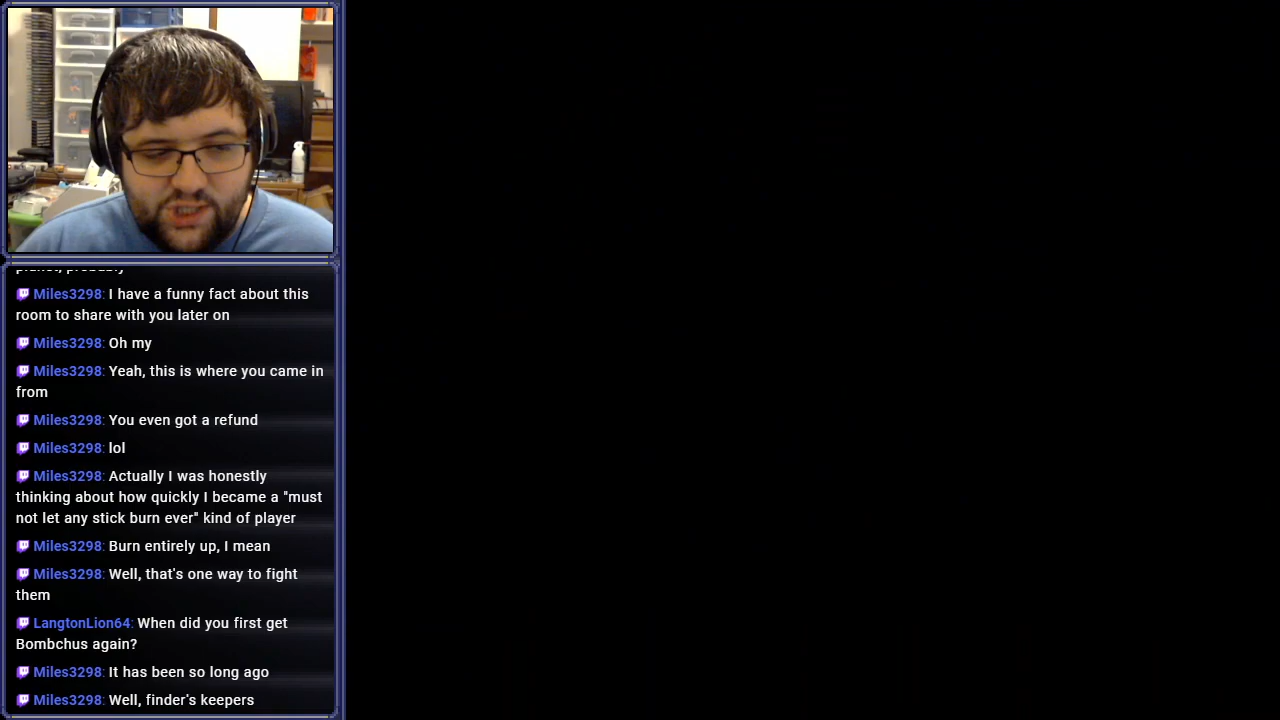 Miles3298: I have a funny fact about this
room to share with you later on
Miles3298: Oh my
Miles3298: Yeah, this is where you came in
from
Miles3298: You even got a refund
Miles3298: lol
Miles3298: Actually I was honestly
thinking about how quickly I became a "must
not let any stick burn ever" kind of player
Miles3298: Burn entirely up, I mean
Miles3298: Well, that's one way to fight
them
LangtonLion64: When did you first get
Bombchus again?
Miles3298: It has been so long ago
Miles3298: Well, finder's keepers